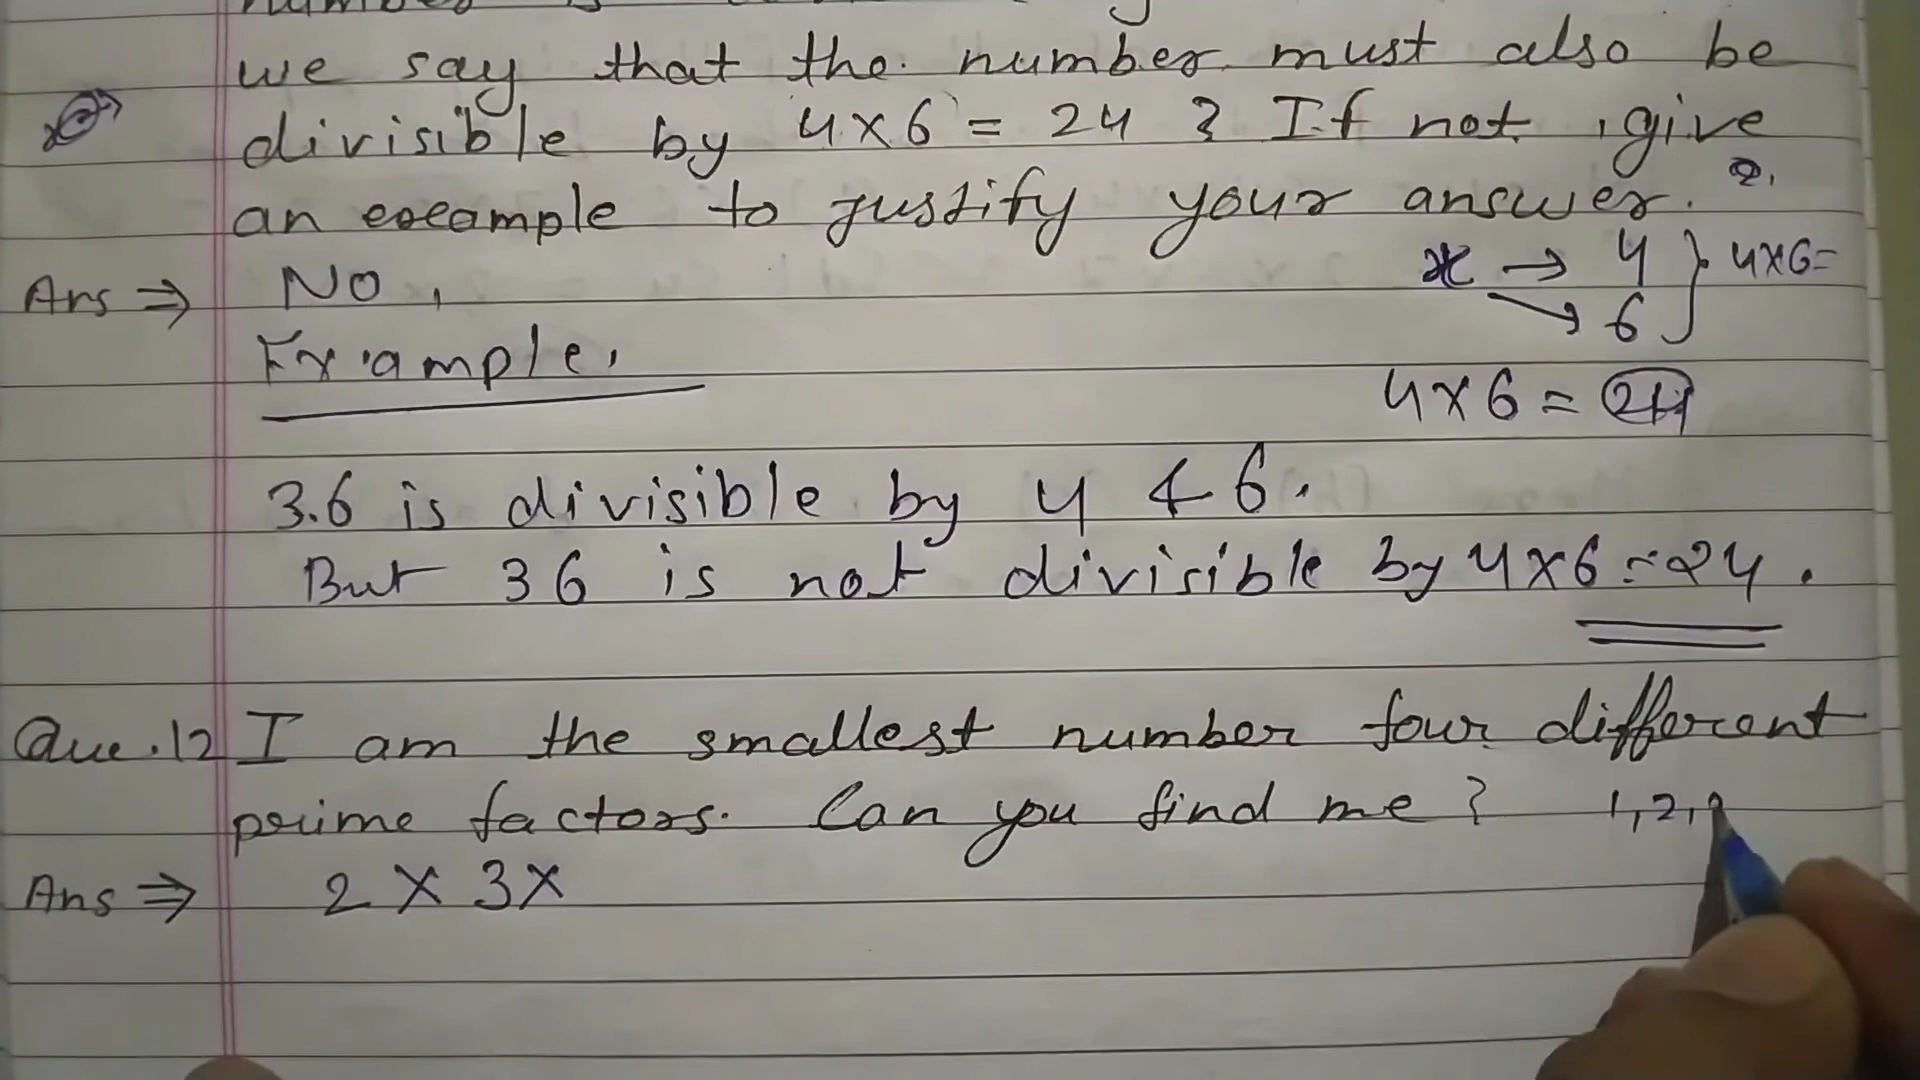 we say that the number must also be
divisible by 4×6 = 24 ? If not, give
an example to justify your answer.
2.
Ans ⇒ No,
x → 4 } 4×6=
→ 6
Example.
4×6 = 24
3.6 is divisible by 4 & 6.
But 36 is not divisible by 4×6=24.
Que.12 I am the smallest number four different
prime factors. Can you find me ? 1,2,
Ans ⇒ 2 × 3×